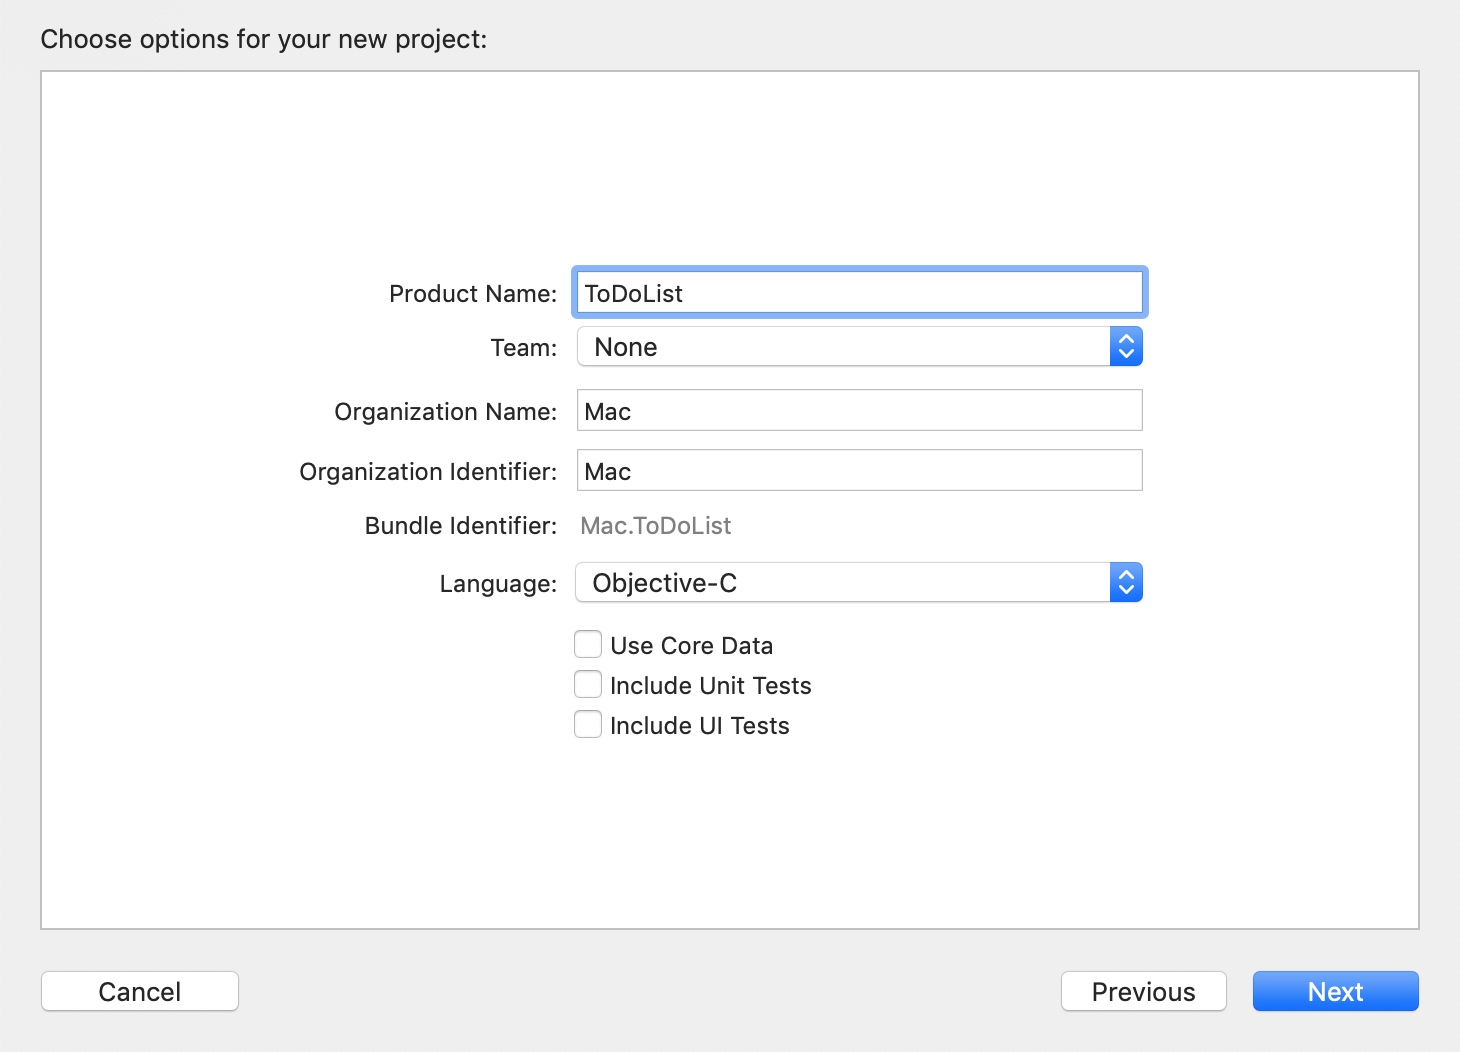 Choose options for your new project:
Product Name: ToDoList
Team: None
Organization Name: Mac
Organization Identifier: Mac
Bundle Identifier: Mac.ToDoList
Language: Objective-C
Use Core Data
Include Unit Tests
Include UI Tests
Cancel Previous Next